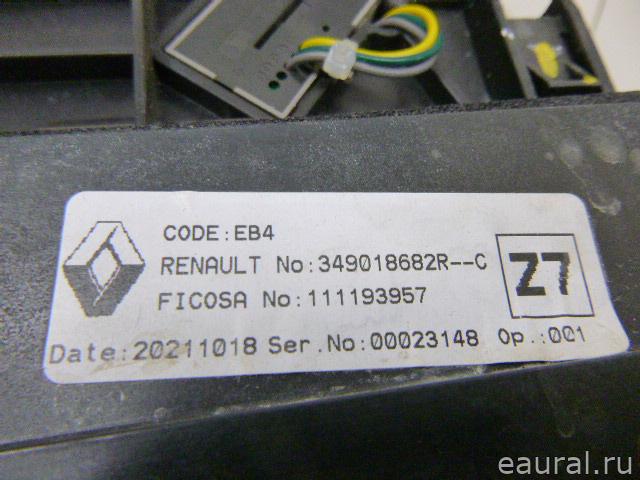 CODE:EB4
RENAULT No:349018682R--C
FICOSA No:111193957
Z7
Date:20211018 Ser.No:00023148 Op.:001
eaural.ru